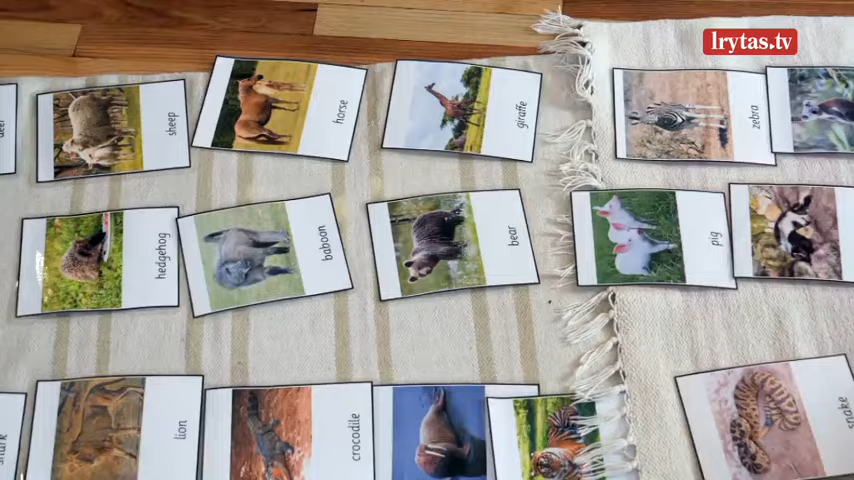 lrytas.tv
sheep
horse
giraffe
zebra
hedgehog
baboon
bear
pig
lion
crocodile
snake